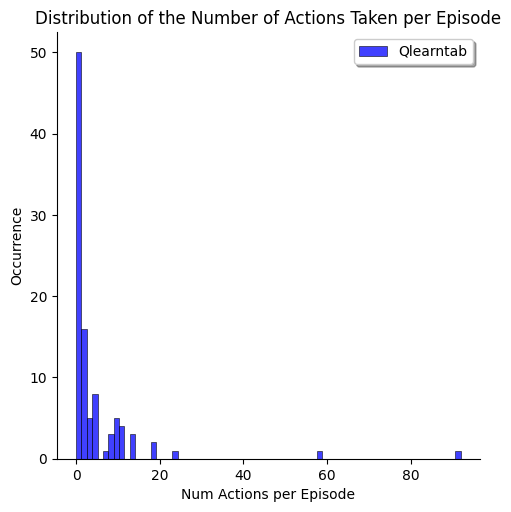 Distribution of the Number of Actions Taken per Episode
Qlearntab
50
40
30
20
10
0
Occurrence
0 20 40 60 80
Num Actions per Episode